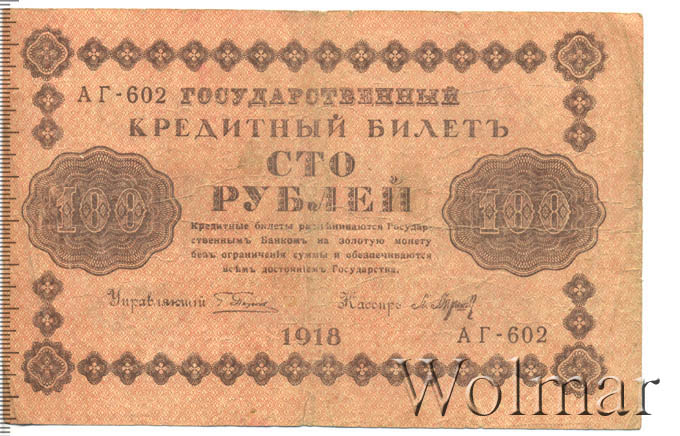 АГ-602 ГОСУДАРСТВЕННЫЙ
КРЕДИТНЫЙ БИЛЕТЪ
СТО
РУБЛЕЙ
100 100
Кредитные билеты размѣниваются Государ-
ственнымъ Банкомъ на золотую монету
безъ ограниченія суммы и обезпечиваются
всѣмъ достояніемъ Государства.
Управляющій Кассиръ
1918 АГ-602
Wolmar